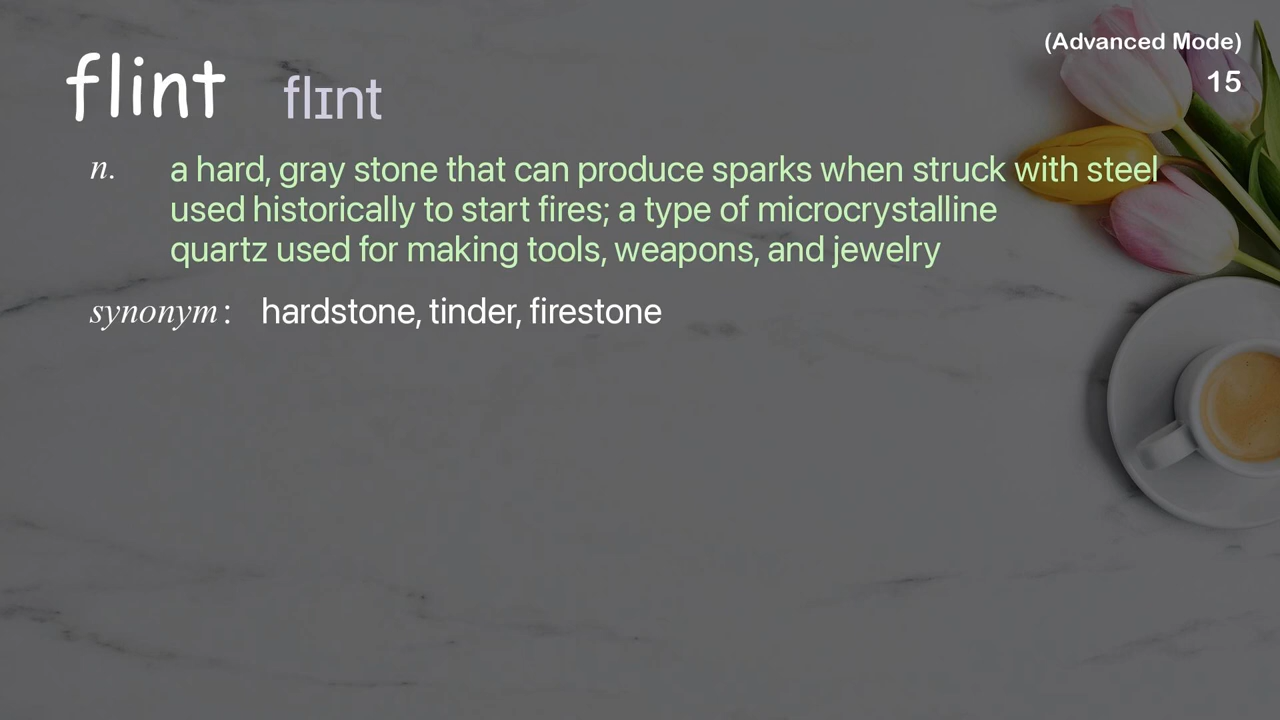 (Advanced Mode)
15
flint flɪnt
n. a hard, gray stone that can produce sparks when struck with steel
used historically to start fires; a type of microcrystalline
quartz used for making tools, weapons, and jewelry
synonym: hardstone, tinder, firestone